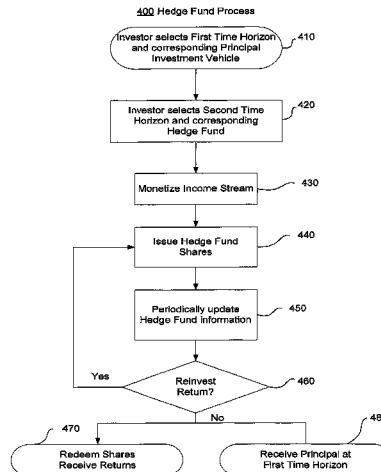 400 Hedge Fund Process
Investor selects First Time Horizon
and corresponding Principal
Investment Vehicle
410
Investor selects Second Time
Horizon and corresponding
Hedge Fund
420
Monetize Income Stream
430
Issue Hedge Fund
Shares
440
Periodically update
Hedge Fund information
450
Reinvest
Return?
460
Yes
No
470
Redeem Shares
Receive Returns
48
Receive Principal at
First Time Horizon